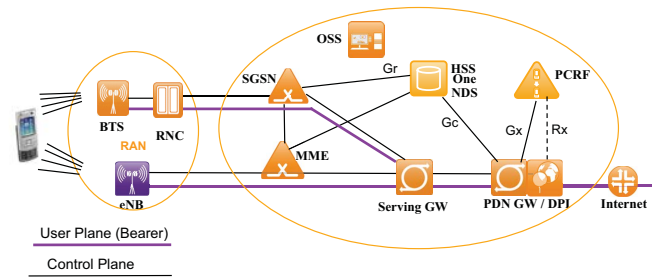 OSS
SGSN
Gr
HSS
One
NDS
PCRF
BTS
RNC
Gc
Gx
Rx
RAN
MME
eNB
Serving GW
PDN GW / DPI
Internet
User Plane (Bearer)
Control Plane